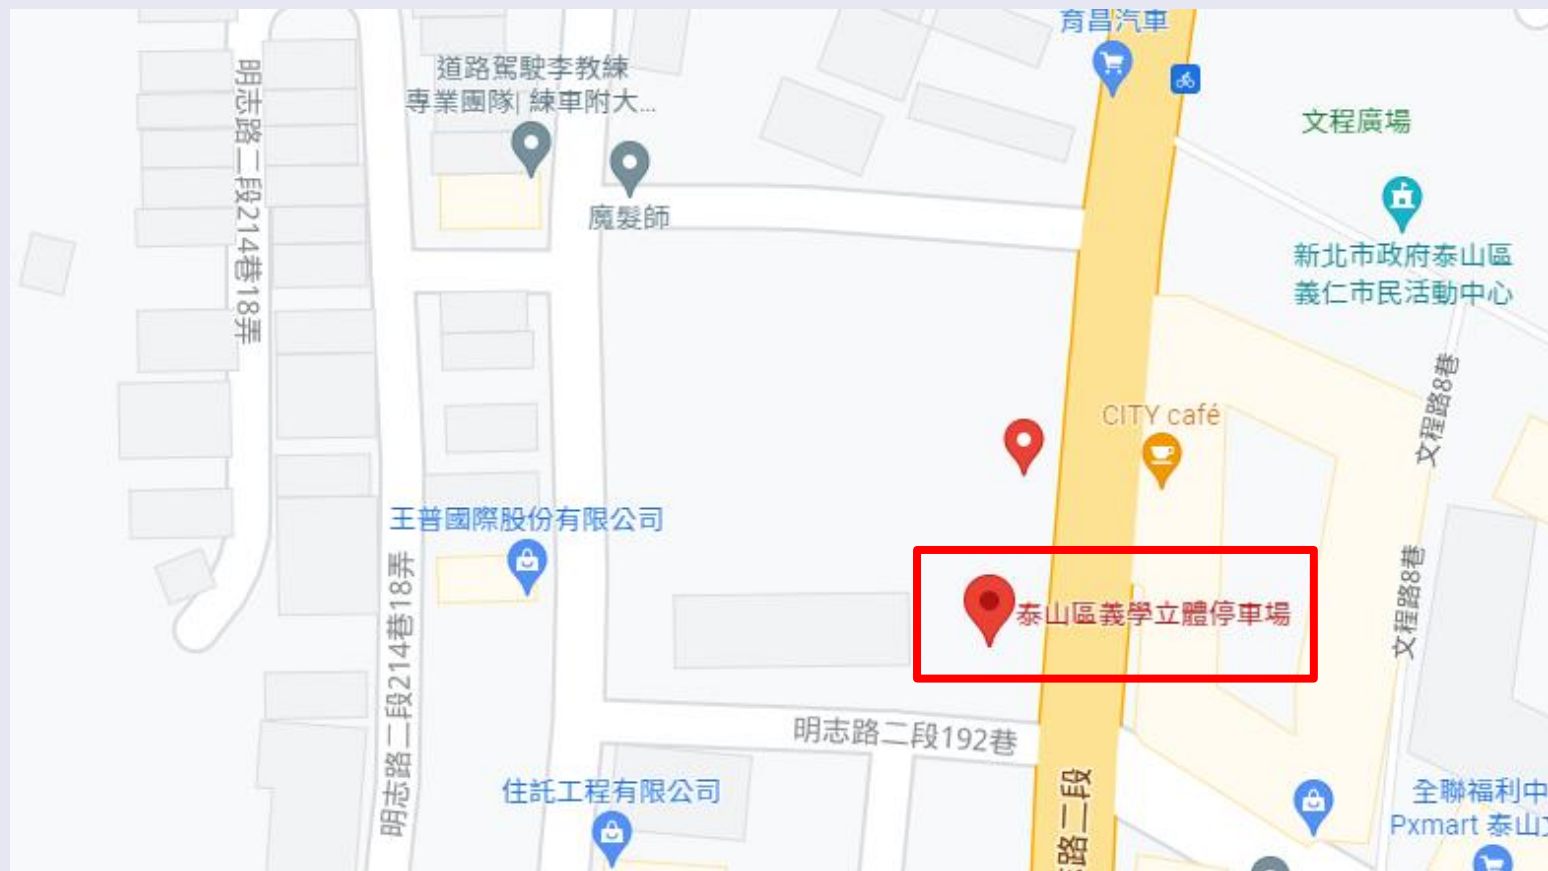 育昌汽車
道路駕駛李教練
專業團隊| 練車附大...
明志路二段214巷18弄
文程廣場
魔髮師
新北市政府泰山區
義仁市民活動中心
文程路8巷
CITY café
王普國際股份有限公司
文程路8巷
明志路二段214巷18弄
泰山區義學立體停車場
明志路二段192巷
住託工程有限公司
路二段
全聯福利中
Pxmart 泰山